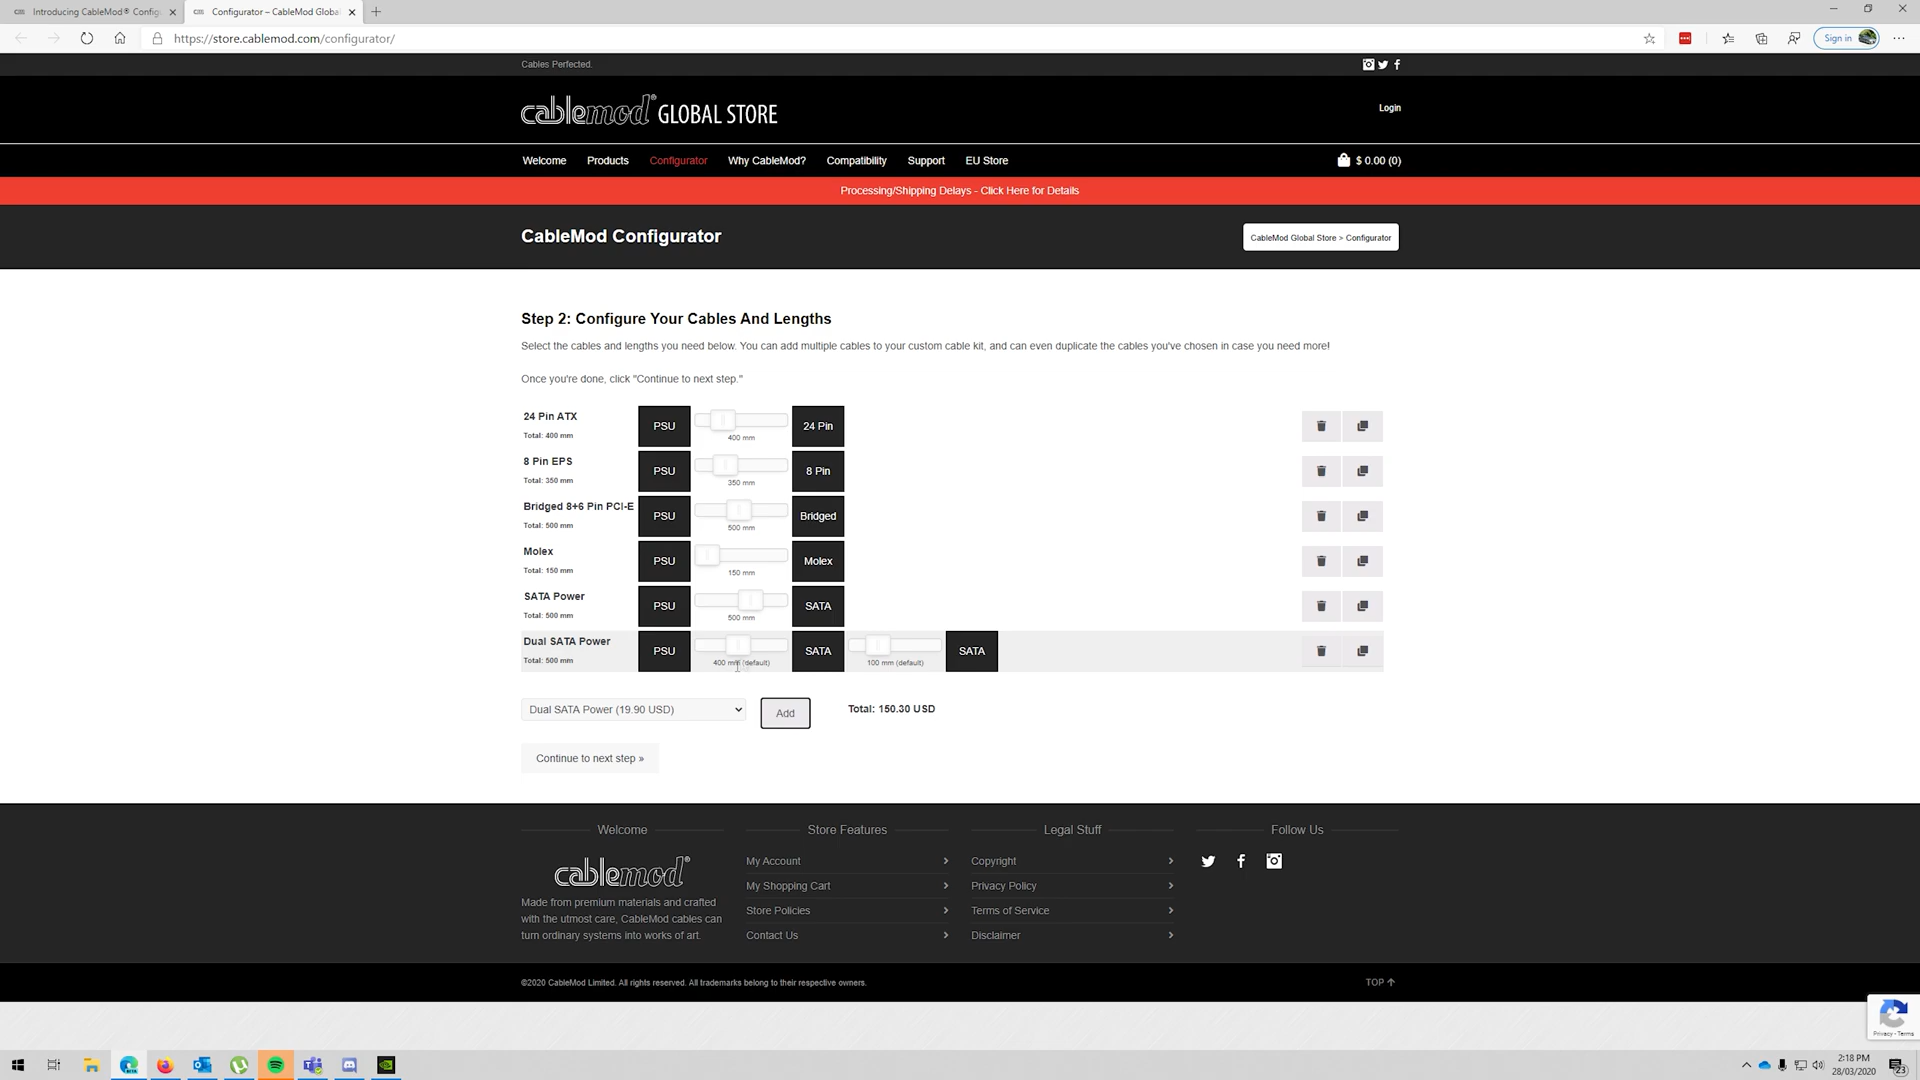 Introducing CableMod® Config
Configurator – CableMod Global
https://store.cablemod.com/configurator/
Sign in
Cables Perfected.
cablemod® GLOBAL STORE
Login
Welcome
Products
Configurator
Why CableMod?
Compatibility
Support
EU Store
$ 0.00 (0)
Processing/Shipping Delays - Click Here for Details
CableMod Configurator
CableMod Global Store > Configurator
Step 2: Configure Your Cables And Lengths
Select the cables and lengths you need below. You can add multiple cables to your custom cable kit, and can even duplicate the cables you've chosen in case you need more!
Once you're done, click "Continue to next step."
24 Pin ATX
Total: 400 mm
PSU
400 mm
24 Pin
8 Pin EPS
Total: 350 mm
PSU
350 mm
8 Pin
Bridged 8+6 Pin PCI-E
Total: 500 mm
PSU
500 mm
Bridged
Molex
Total: 150 mm
PSU
150 mm
Molex
SATA Power
Total: 500 mm
PSU
500 mm
SATA
Dual SATA Power
Total: 500 mm
PSU
400 mm (default)
SATA
100 mm (default)
SATA
Dual SATA Power (19.90 USD)
Add
Total: 150.30 USD
Continue to next step »
Welcome
cablemod®
Made from premium materials and crafted
with the utmost care, CableMod cables can
turn ordinary systems into works of art.
Store Features
My Account
My Shopping Cart
Store Policies
Contact Us
Legal Stuff
Copyright
Privacy Policy
Terms of Service
Disclaimer
Follow Us
©2020 CableMod Limited. All rights reserved. All trademarks belong to their respective owners.
TOP
Privacy - Terms
2:18 PM
28/03/2020
23